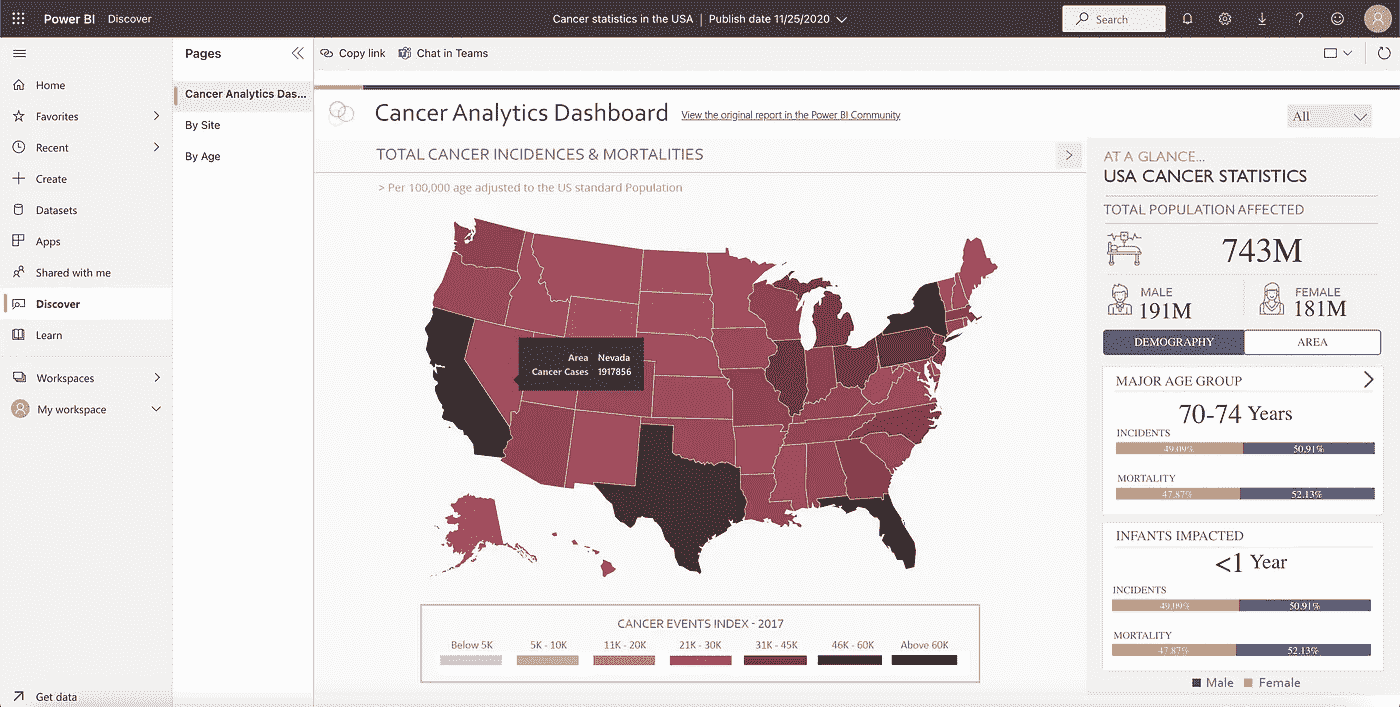 Power BI Discover
Cancer statistics in the USA | Publish date 11/25/2020
Search
Home
Favorites
Recent
Create
Datasets
Apps
Shared with me
Discover
Learn
Workspaces
My workspace
Get data
Pages
Cancer Analytics Das...
By Site
By Age
Copy link Chat in Teams
Cancer Analytics Dashboard View the original report in the Power BI Community
All
TOTAL CANCER INCIDENCES & MORTALITIES
> Per 100,000 age adjusted to the US standard Population
Area Nevada
Cancer Cases 1917856
CANCER EVENTS INDEX - 2017
Below 5K 5K - 10K 11K - 20K 21K - 30K 31K - 45K 46K - 60K Above 60K
AT A GLANCE...
USA CANCER STATISTICS
TOTAL POPULATION AFFECTED
743M
MALE
191M
FEMALE
181M
DEMOGRAPHY AREA
MAJOR AGE GROUP
70-74 Years
INCIDENTS
49.09% 50.91%
MORTALITY
47.87% 52.13%
INFANTS IMPACTED
<1 Year
INCIDENTS
49.09% 50.91%
MORTALITY
47.87% 52.13%
Male Female